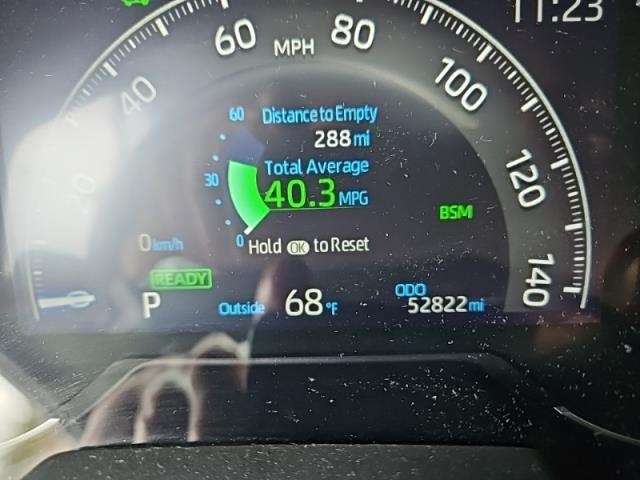 11:23
60 MPH 80
40
100
60 Distance to Empty
288 mi
Total Average
30
40.3 MPG
120
BSM
0 km/h
0 Hold OK to Reset
READY
P
Outside 68°F
ODO
52822 mi
140